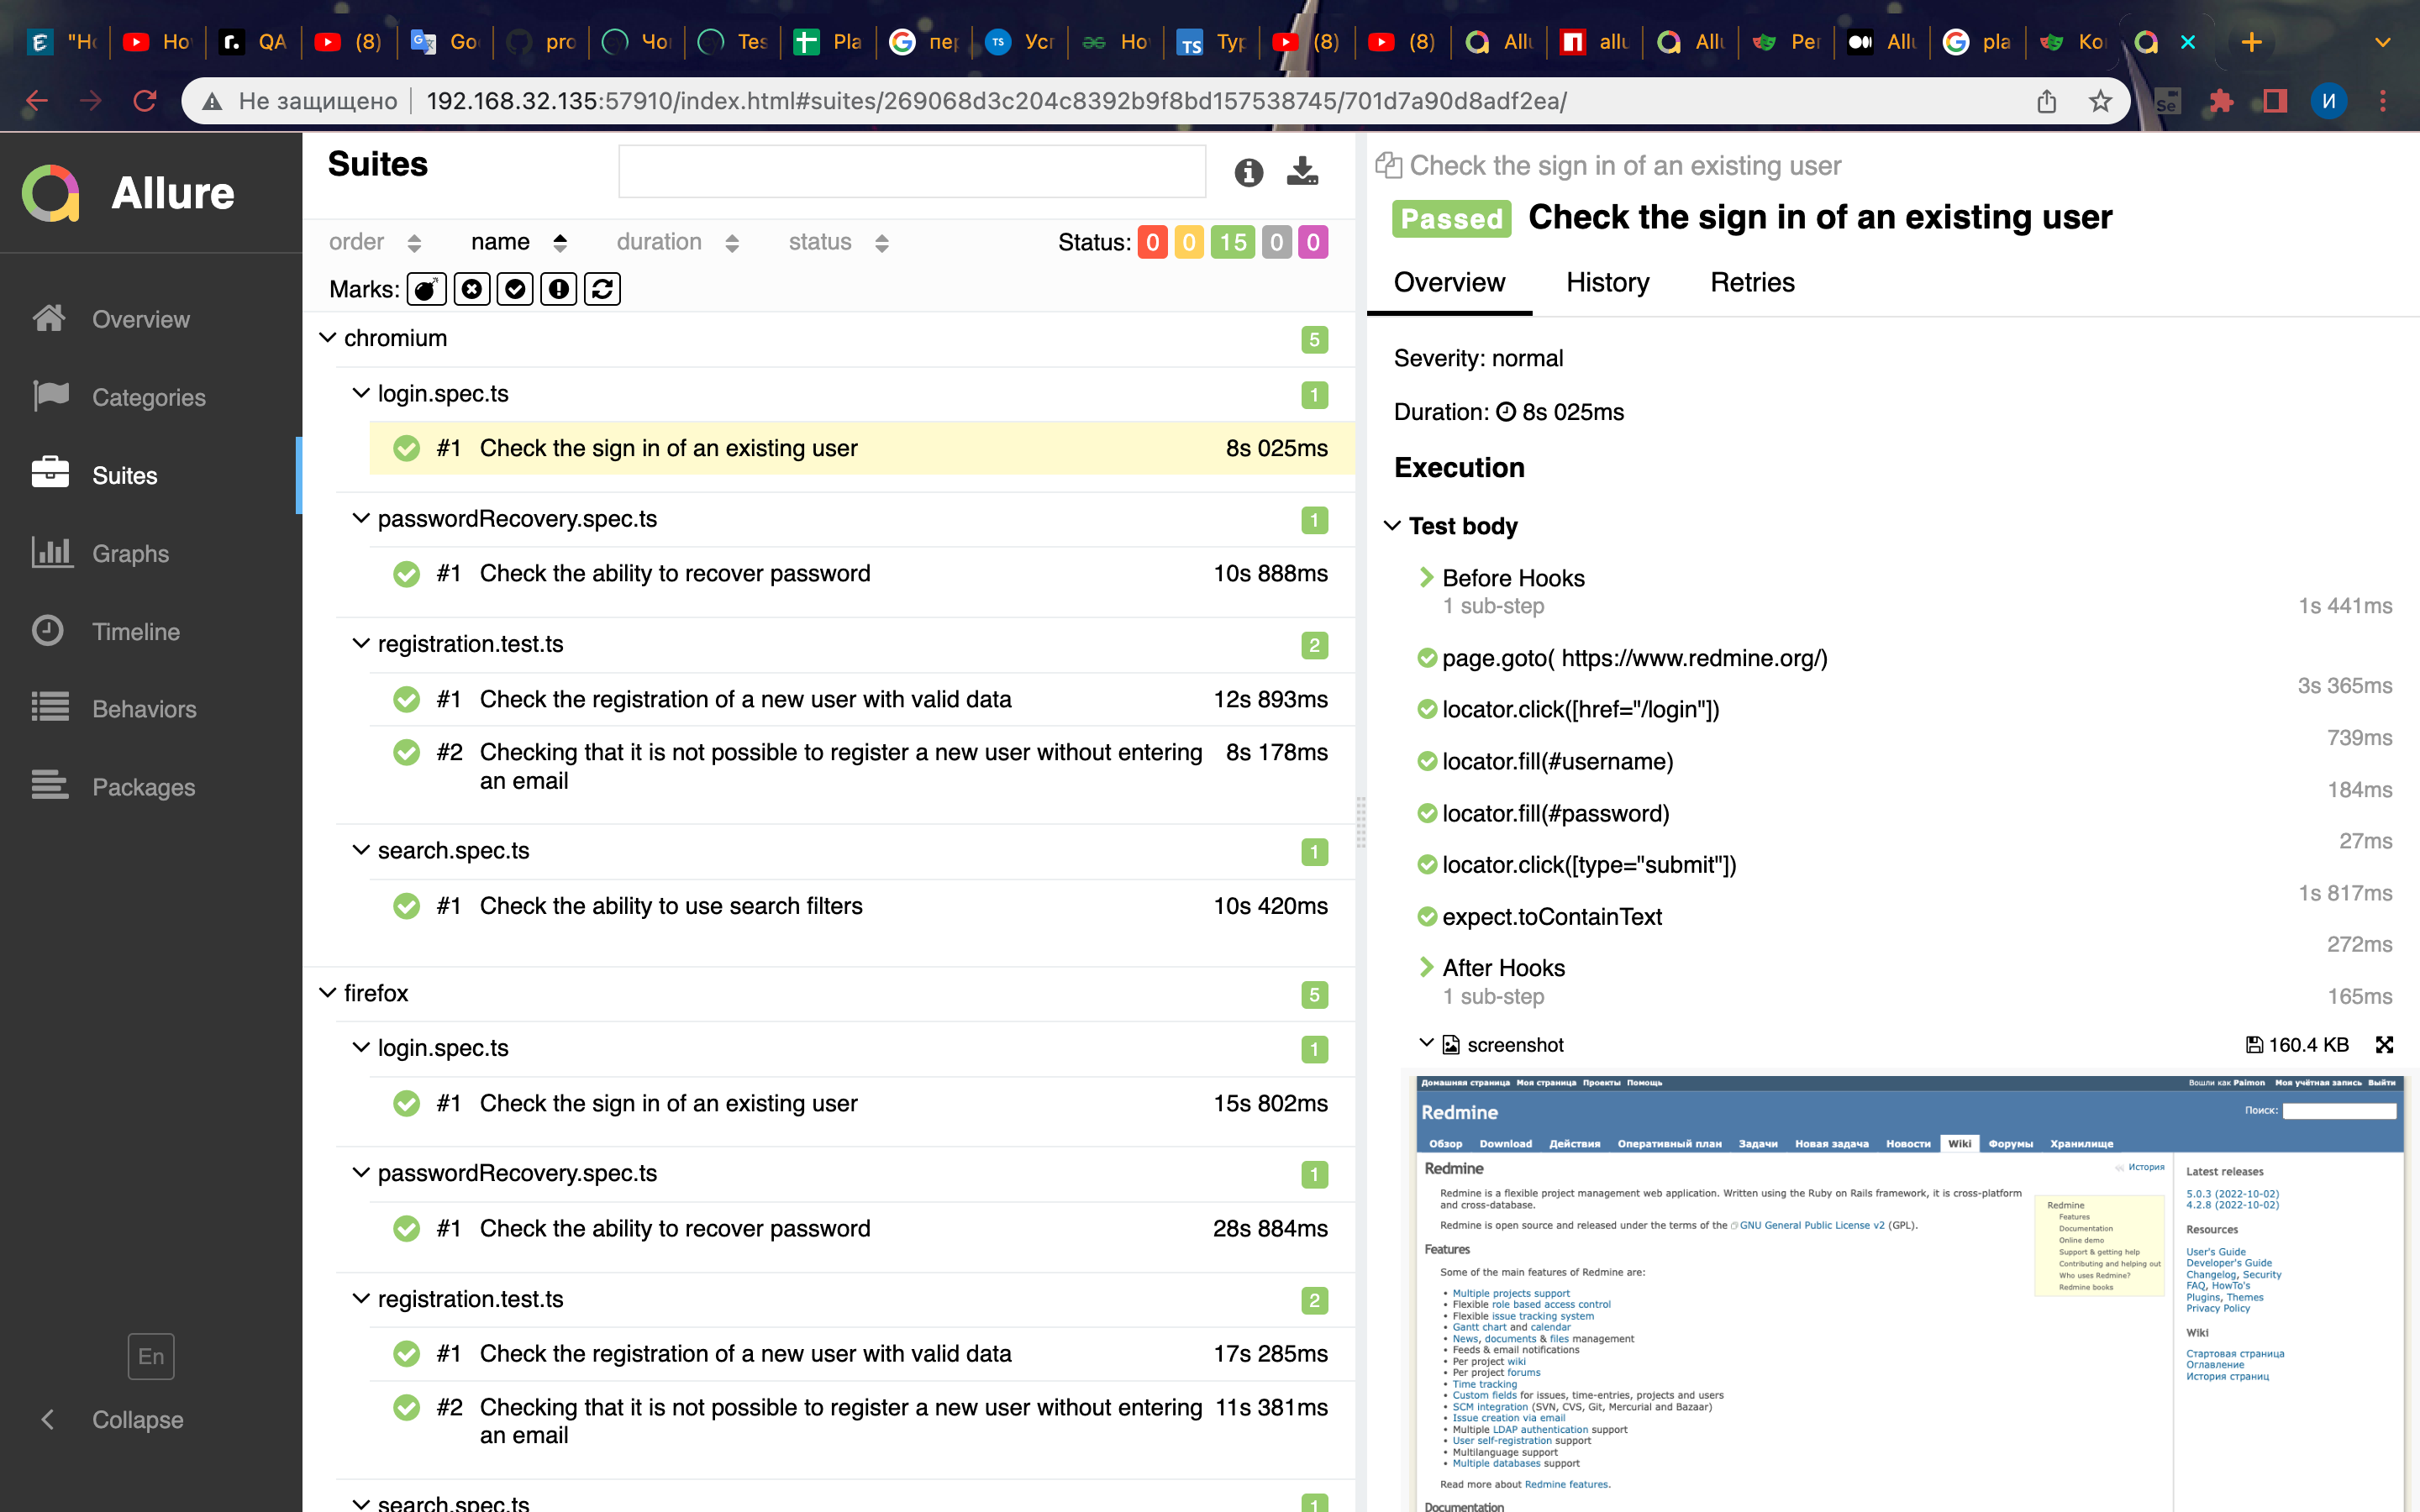 "Ho
Ho
QA
(8)
Go
pro
Чог
Tes
Pla
пер
Уст
Ho
Typ
(8)
(8)
Allu
allu
Allu
Per
Allu
pla
Ко
Не защищено
192.168.32.135:57910/index.html#suites/269068d3c204c8392b9f8bd157538745/701d7a90d8adf2ea/
Se
И
Allure
Overview
Categories
Suites
Graphs
Timeline
Behaviors
Packages
En
Collapse
Suites
order name duration status
Status: 0 0 15 0 0
Marks:
chromium 5
login.spec.ts 1
#1 Check the sign in of an existing user 8s 025ms
passwordRecovery.spec.ts 1
#1 Check the ability to recover password 10s 888ms
registration.test.ts 2
#1 Check the registration of a new user with valid data 12s 893ms
#2 Checking that it is not possible to register a new user without entering 8s 178ms
an email
search.spec.ts 1
#1 Check the ability to use search filters 10s 420ms
firefox 5
login.spec.ts 1
#1 Check the sign in of an existing user 15s 802ms
passwordRecovery.spec.ts 1
#1 Check the ability to recover password 28s 884ms
registration.test.ts 2
#1 Check the registration of a new user with valid data 17s 285ms
#2 Checking that it is not possible to register a new user without entering 11s 381ms
an email
search.spec.ts 1
Check the sign in of an existing user
Passed Check the sign in of an existing user
Overview History Retries
Severity: normal
Duration: 8s 025ms
Execution
Test body
Before Hooks
1 sub-step 1s 441ms
page.goto( https://www.redmine.org/)
3s 365ms
locator.click([href="/login"])
739ms
locator.fill(#username)
184ms
locator.fill(#password)
27ms
locator.click([type="submit"])
1s 817ms
expect.toContainText
272ms
After Hooks
1 sub-step 165ms
screenshot 160.4 KB
Домашняя страница Моя страница Проекты Помощь Вошли как Paimon Моя учётная запись Выйти
Redmine Поиск:
Обзор Download Действия Оперативный план Задачи Новая задача Новости Wiki Форумы Хранилище
Redmine
История
Redmine is a flexible project management web application. Written using the Ruby on Rails framework, it is cross-platform
and cross-database.
Redmine is open source and released under the terms of the GNU General Public License v2 (GPL).
Features
Some of the main features of Redmine are:
• Multiple projects support
• Flexible role based access control
• Flexible issue tracking system
• Gantt chart and calendar
• News, documents & files management
• Feeds & email notifications
• Per project wiki
• Per project forums
• Time tracking
• Custom fields for issues, time-entries, projects and users
• SCM integration (SVN, CVS, Git, Mercurial and Bazaar)
• Issue creation via email
• Multiple LDAP authentication support
• User self-registration support
• Multilanguage support
• Multiple databases support
Read more about Redmine features.
Documentation
Redmine
Features
Documentation
Online demo
Support & getting help
Contributing and helping out
Who uses Redmine?
Redmine books
Latest releases
5.0.3 (2022-10-02)
4.2.8 (2022-10-02)
Resources
User's Guide
Developer's Guide
Changelog, Security
FAQ, HowTo's
Plugins, Themes
Privacy Policy
Wiki
Стартовая страница
Оглавление
История страниц